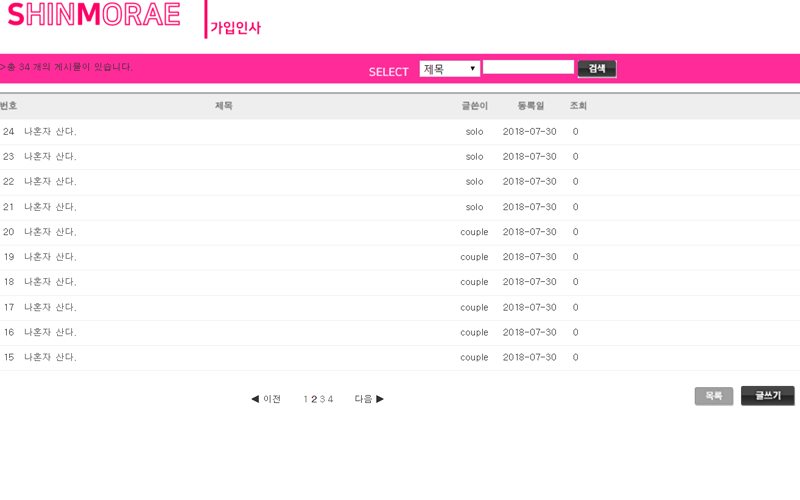 SHINMORAE 가입인사
>총 34 개의 게시물이 있습니다. SELECT 제목 ▼ 검색
번호 제목 글쓴이 등록일 조회
24 나혼자 산다. solo 2018-07-30 0
23 나혼자 산다. solo 2018-07-30 0
22 나혼자 산다. solo 2018-07-30 0
21 나혼자 산다. solo 2018-07-30 0
20 나혼자 산다. couple 2018-07-30 0
19 나혼자 산다. couple 2018-07-30 0
18 나혼자 산다. couple 2018-07-30 0
17 나혼자 산다. couple 2018-07-30 0
16 나혼자 산다. couple 2018-07-30 0
15 나혼자 산다. couple 2018-07-30 0
◀ 이전 1 2 3 4 다음 ▶ 목록 글쓰기